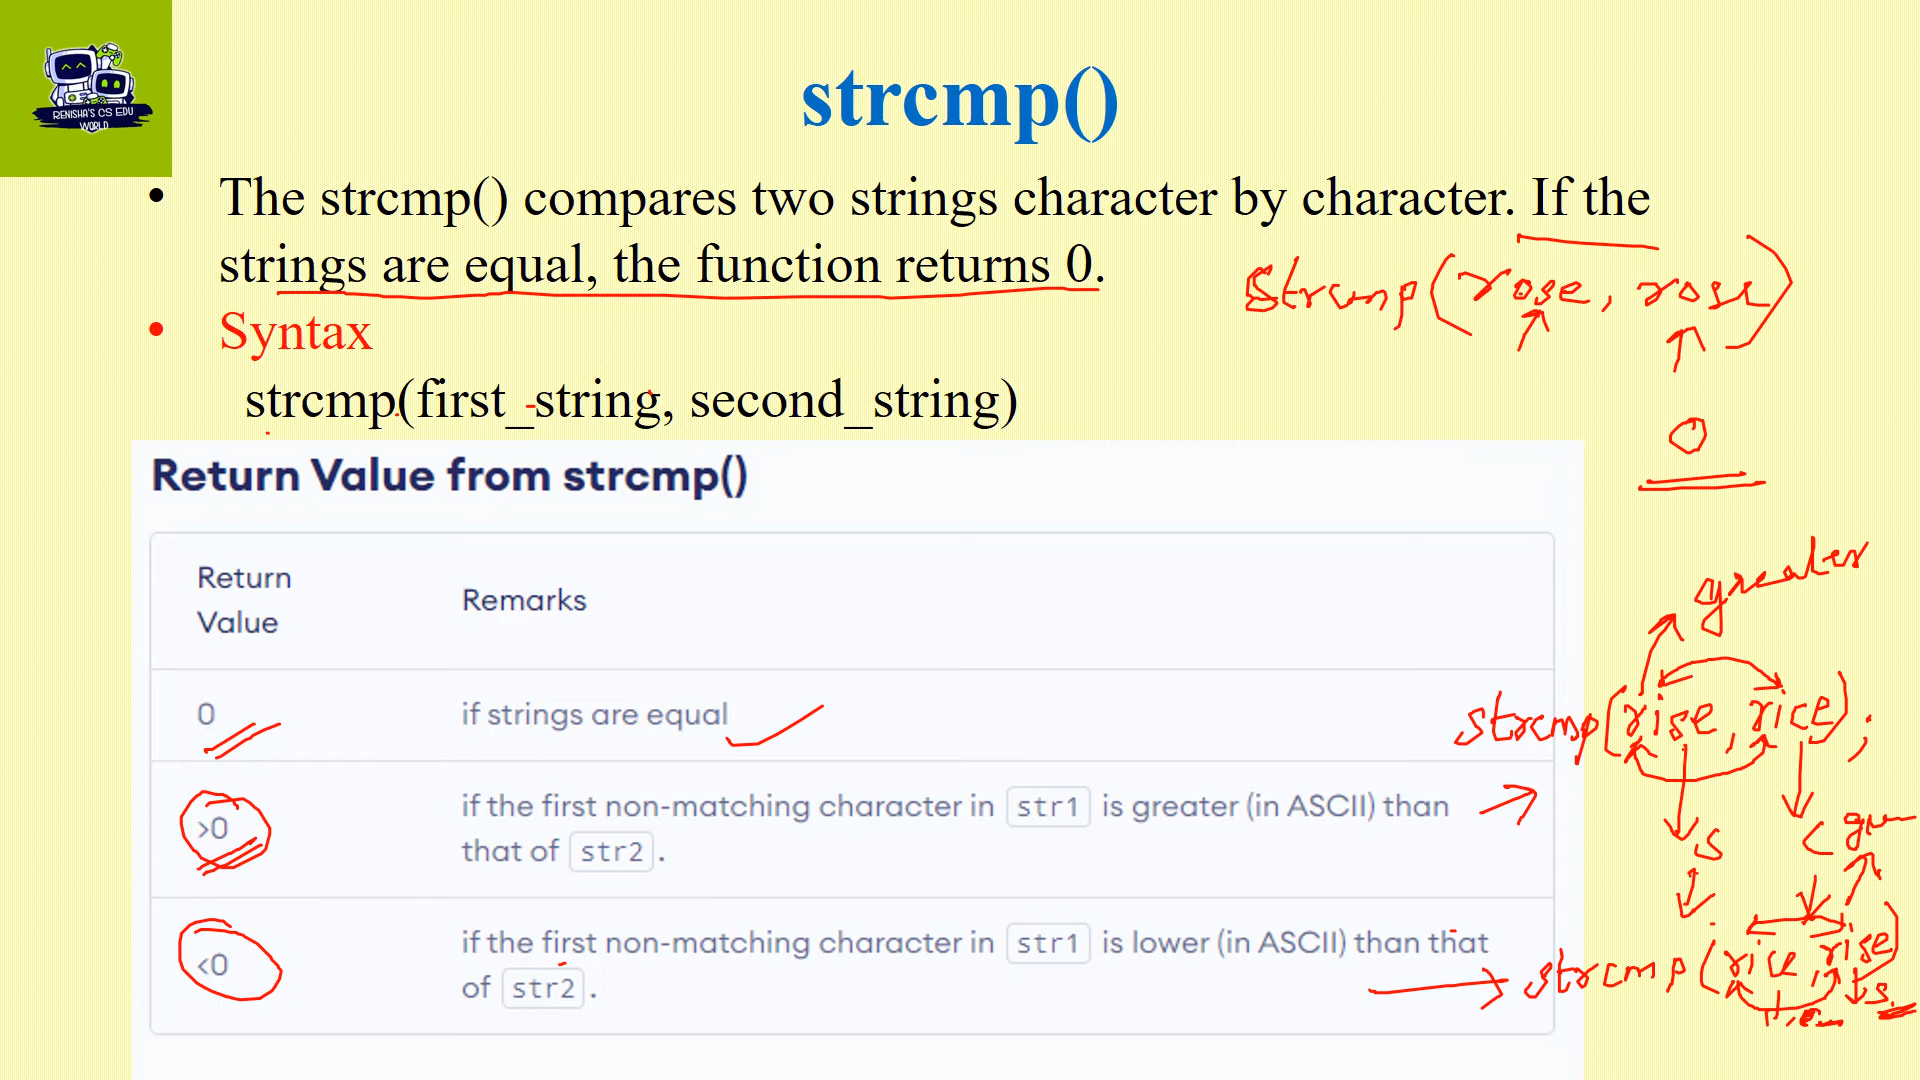 RENISHA'S CS EDU
WORLD
strcmp()
• The strcmp() compares two strings character by character. If the
strings are equal, the function returns 0.
strcmp(rose, rose)
• Syntax
strcmp(first_string, second_string)
0
Return Value from strcmp()
Return
Value
Remarks
greater
0
if strings are equal
strcmp(rise, rice);
>0
if the first non-matching character in str1 is greater (in ASCII) than
that of str2 .
s
c
<0
if the first non-matching character in str1 is lower (in ASCII) than that
of str2 .
strcmp(rice, rise)
s